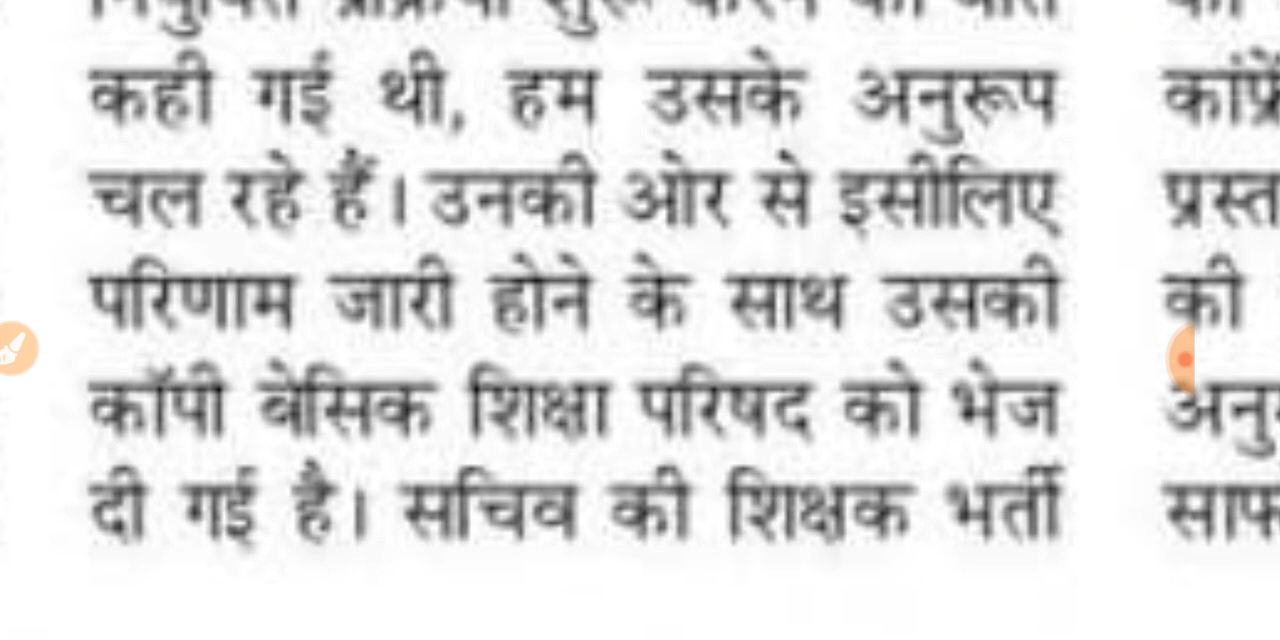 कही गई थी, हम उसके अनुरूप
चल रहे हैं। उनकी ओर से इसीलिए
परिणाम जारी होने के साथ उसकी
कॉपी बेसिक शिक्षा परिषद को भेज
दी गई है। सचिव की शिक्षक भर्ती
की